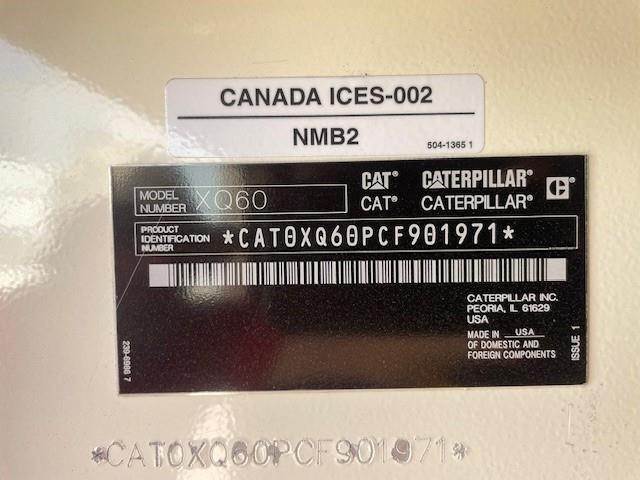 CANADA ICES-002
NMB2
504-1365 1
MODEL NUMBER XQ60
CAT® CATERPILLAR®
CAT® CATERPILLAR®
PRODUCT IDENTIFICATION NUMBER *CAT0XQ60PCF901971*
CATERPILLAR INC.
PEORIA, IL 61629
USA
MADE IN USA
OF DOMESTIC AND
FOREIGN COMPONENTS
ISSUE 1
*CAT0XQ60PCF901971*